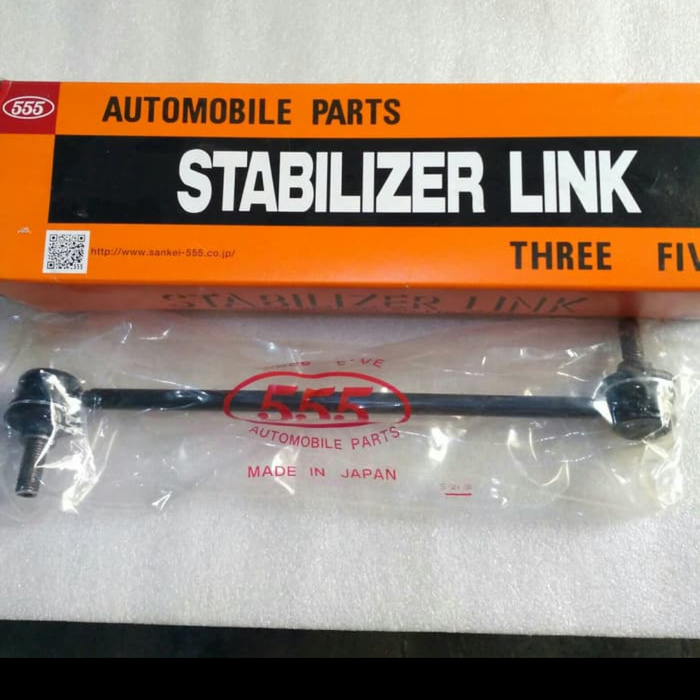 555
AUTOMOBILE PARTS
STABILIZER LINK
http://www.sankei-555.co.jp/
THREE FIV
STABILIZER LINK
555
AUTOMOBILE PARTS
MADE IN JAPAN